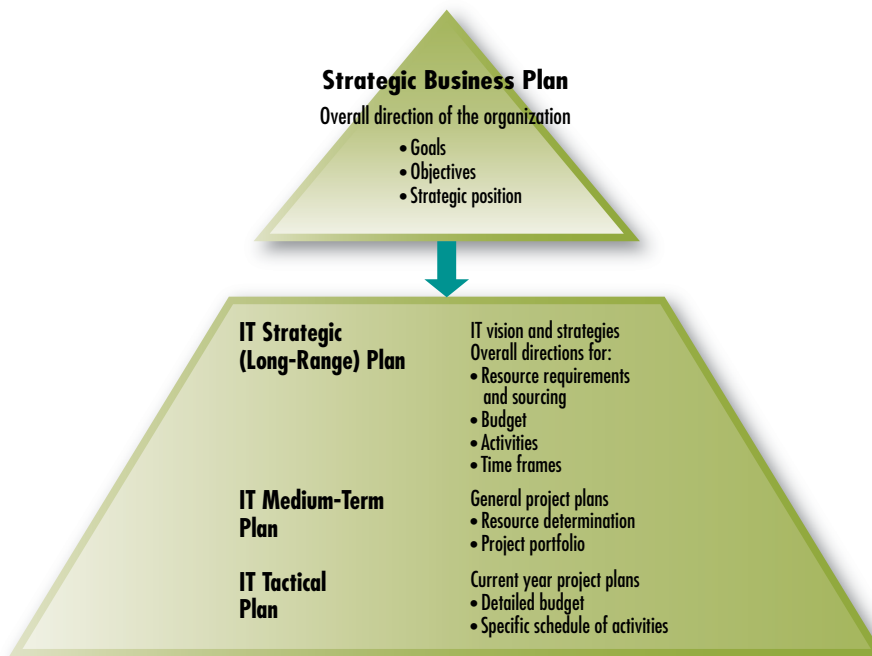 Strategic Business Plan
Overall direction of the organization
• Goals
• Objectives
• Strategic position
IT Strategic
(Long-Range) Plan
IT vision and strategies
Overall directions for:
• Resource requirements
and sourcing
• Budget
• Activities
• Time frames
IT Medium-Term
Plan
General project plans
• Resource determination
• Project portfolio
IT Tactical
Plan
Current year project plans
• Detailed budget
• Specific schedule of activities